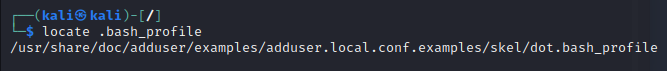 ┌──(kali㉿kali)-[/]
└─$ locate .bash_profile
/usr/share/doc/adduser/examples/adduser.local.conf.examples/skel/dot.bash_profile